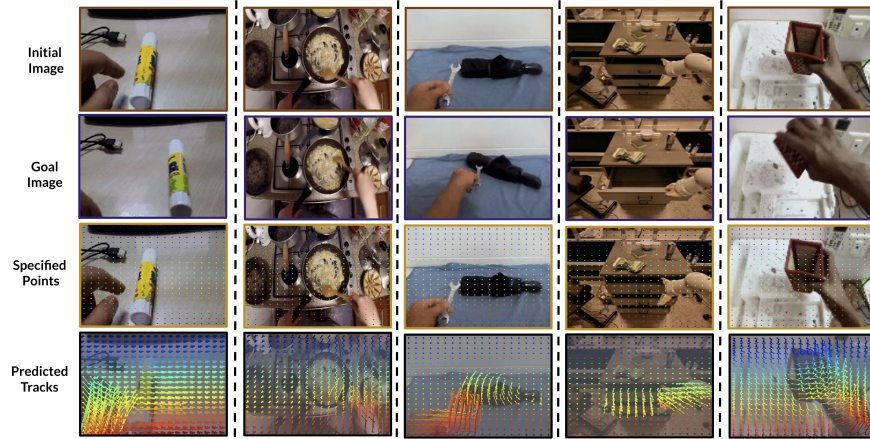 Initial
Image
Goal
Image
Specified
Points
Predicted
Tracks